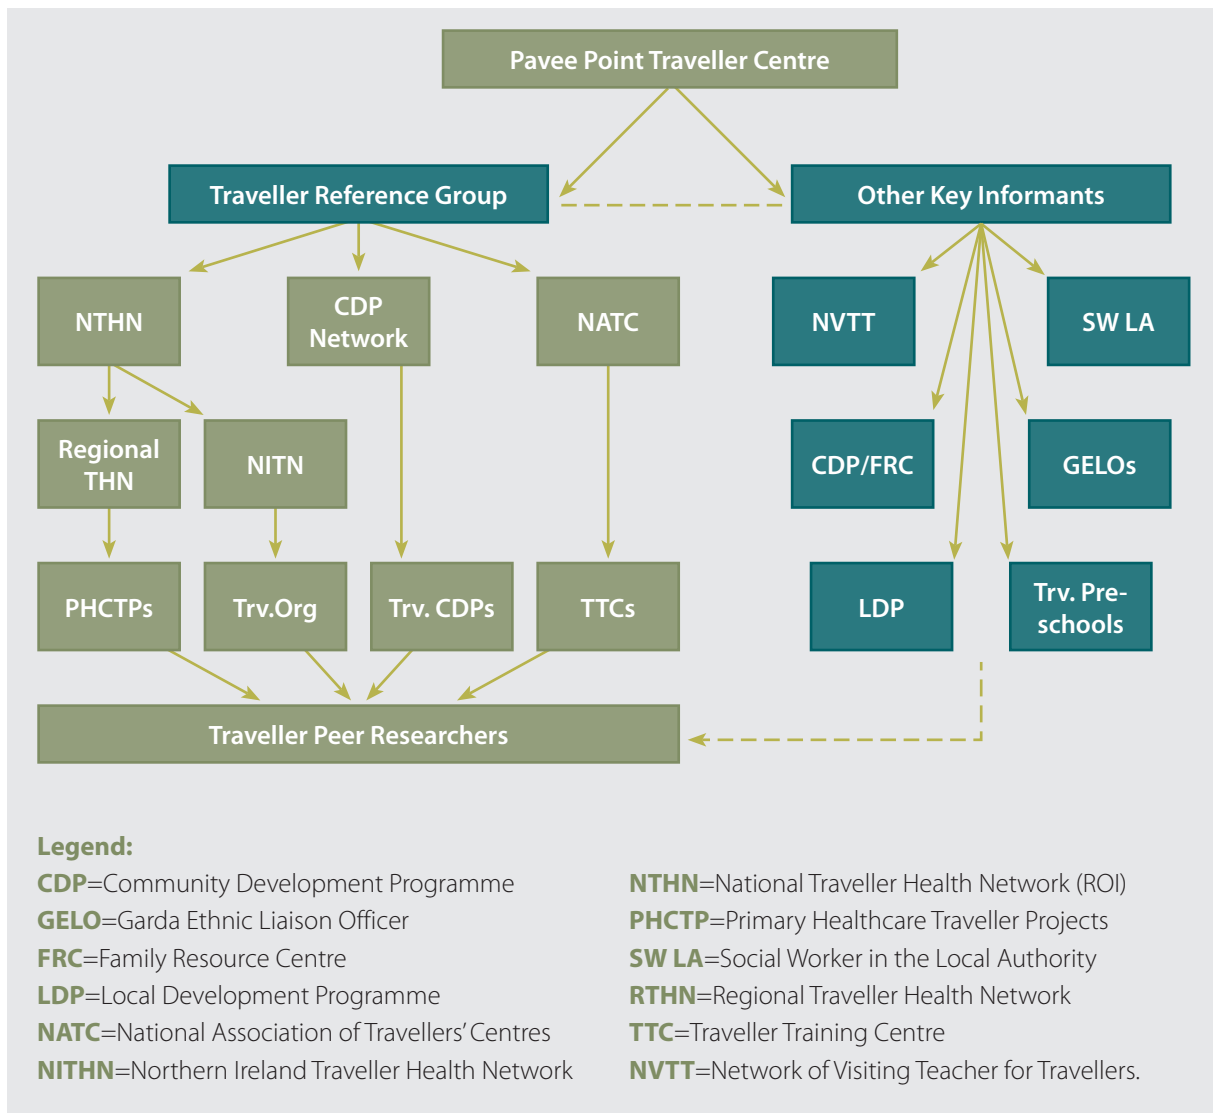 Pavee Point Traveller Centre
Traveller Reference Group
Other Key Informants
NTHN
CDP
Network
NATC
NVTT
SW LA
Regional
THN
NITN
CDP/FRC
GELOs
PHCTPs
Trv.Org
Trv. CDPs
TTCs
LDP
Trv. Pre-
schools
Traveller Peer Researchers
Legend:
CDP=Community Development Programme
GELO=Garda Ethnic Liaison Officer
FRC=Family Resource Centre
LDP=Local Development Programme
NATC=National Association of Travellers’ Centres
NITHN=Northern Ireland Traveller Health Network
NTHN=National Traveller Health Network (ROI)
PHCTP=Primary Healthcare Traveller Projects
SW LA=Social Worker in the Local Authority
RTHN=Regional Traveller Health Network
TTC=Traveller Training Centre
NVTT=Network of Visiting Teacher for Travellers.